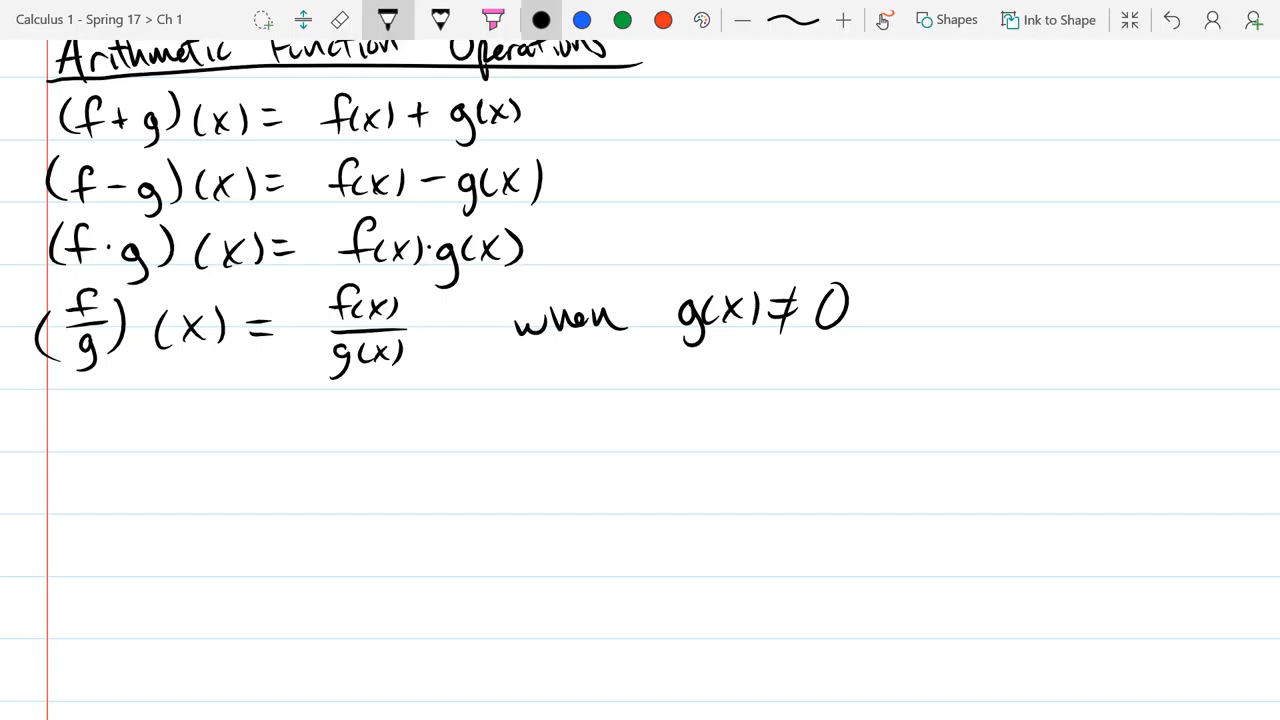 Calculus 1 - Spring 17 > Ch 1
Shapes
Ink to Shape
Arithmetic Function Operations
(f + g)(x) = f(x) + g(x)
(f - g)(x) = f(x) - g(x)
(f · g)(x) = f(x) · g(x)
(f/g)(x) = f(x)/g(x) when g(x) ≠ 0